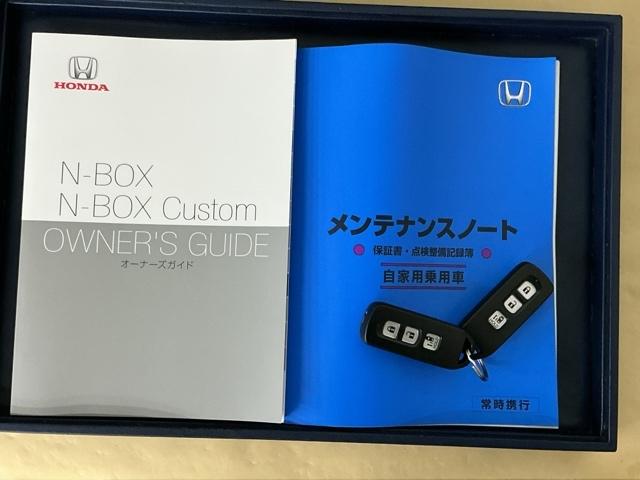 HONDA
N-BOX
N-BOX Custom
OWNER'S GUIDE
オーナーズガイド
メンテナンスノート
保証書・点検整備記録簿
自家用乗用車
常時携行